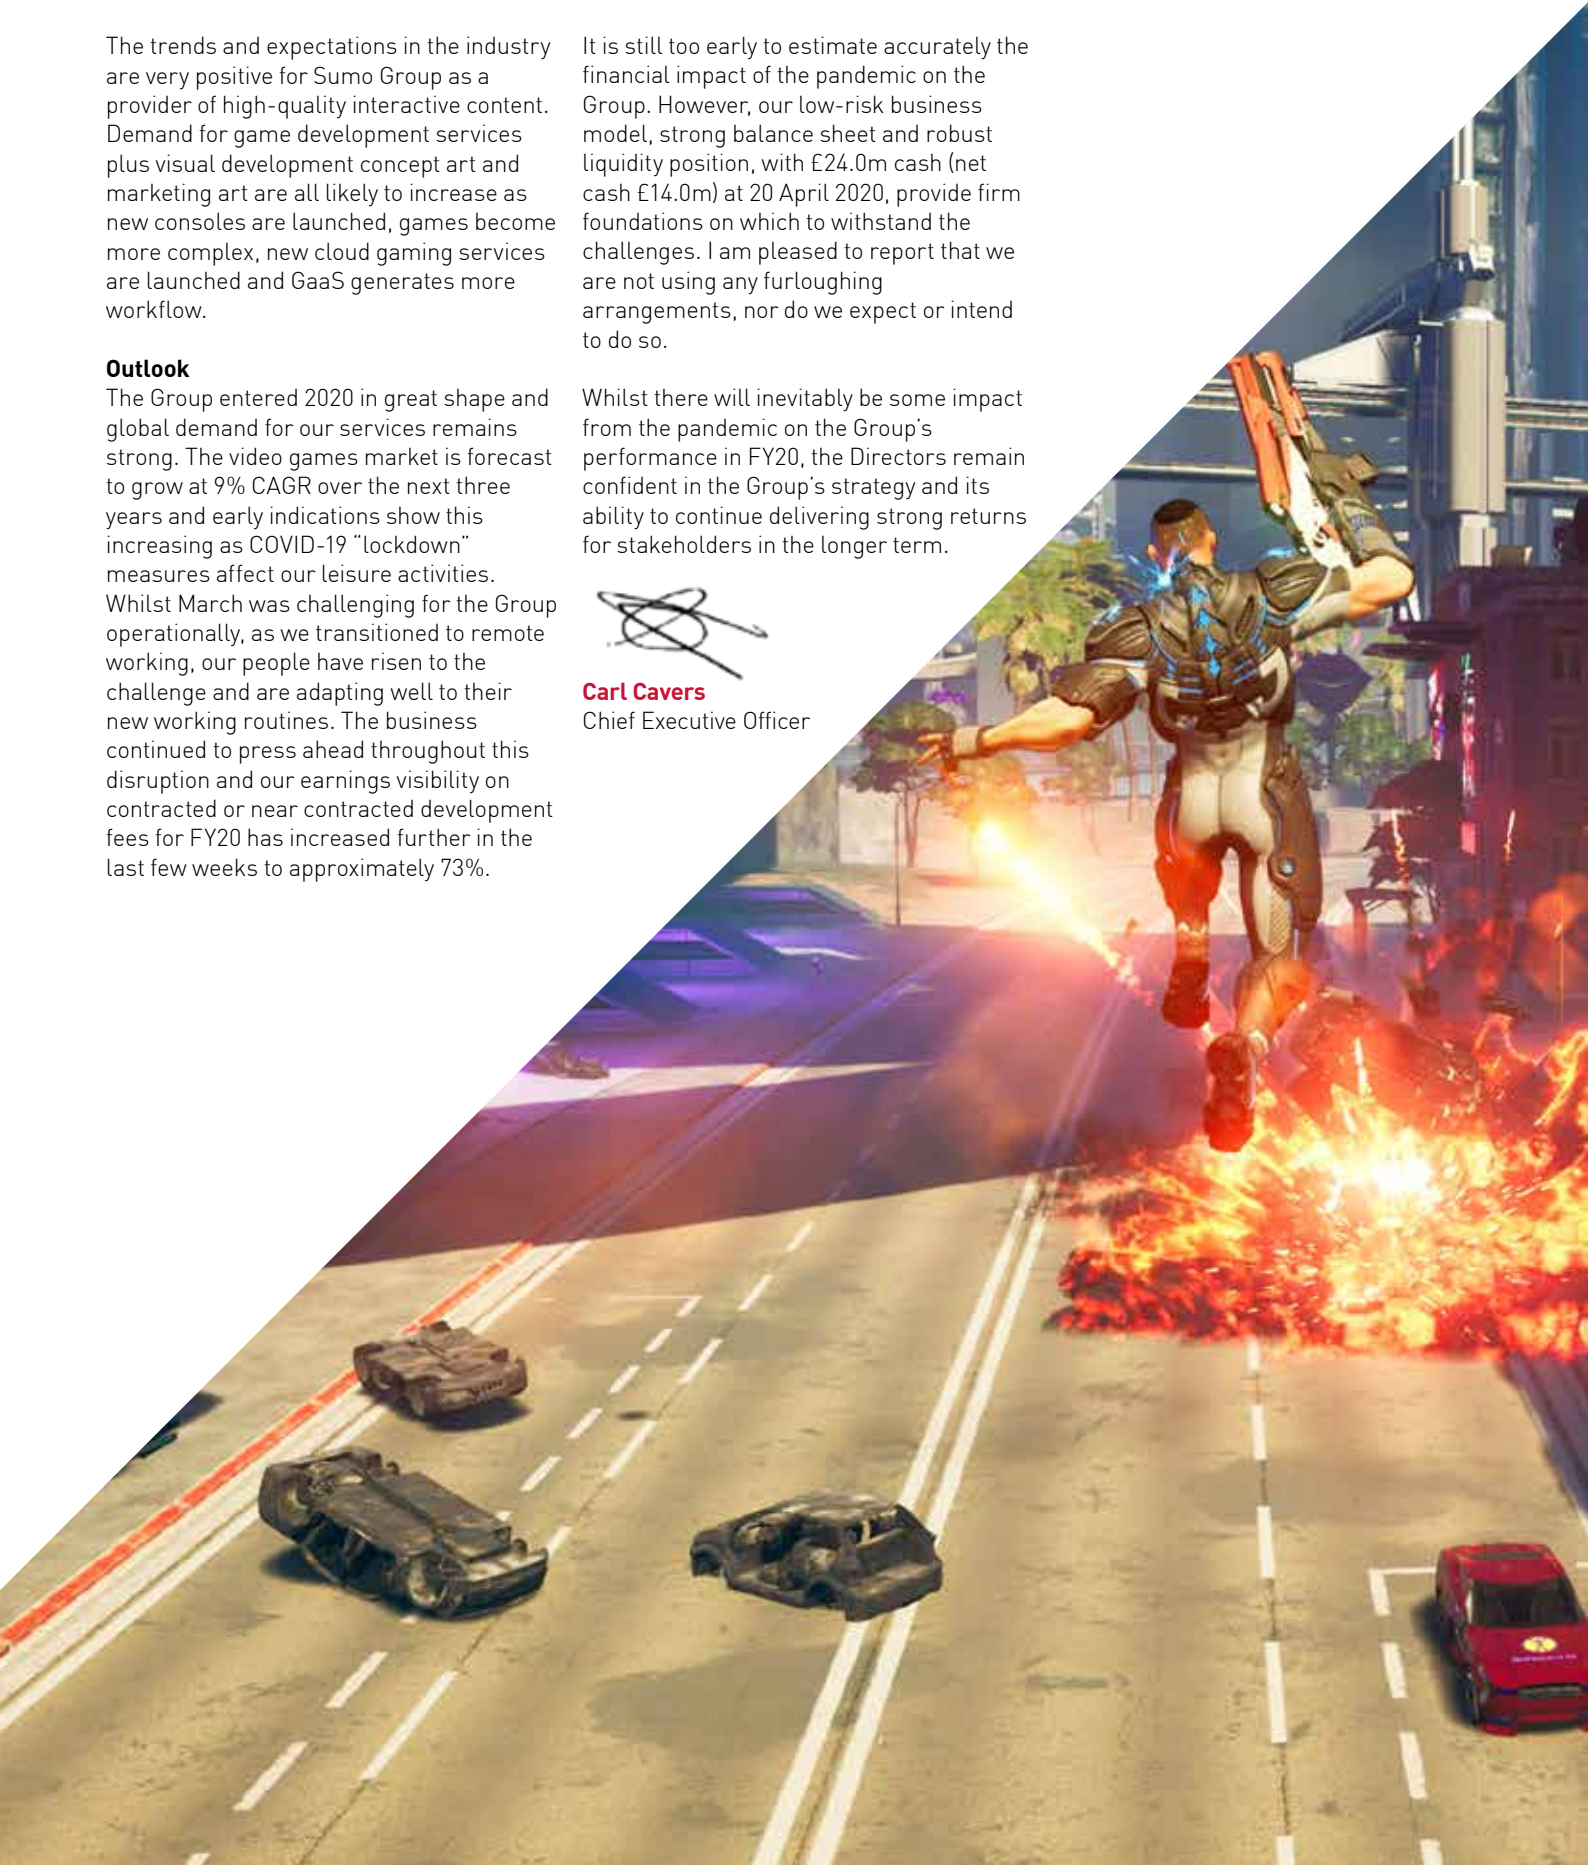 The trends and expectations in the industry
are very positive for Sumo Group as a
provider of high-quality interactive content.
Demand for game development services
plus visual development concept art and
marketing art are all likely to increase as
new consoles are launched, games become
more complex, new cloud gaming services
are launched and GaaS generates more
workflow.
Outlook
The Group entered 2020 in great shape and
global demand for our services remains
strong. The video games market is forecast
to grow at 9% CAGR over the next three
years and early indications show this
increasing as COVID-19 “lockdown”
measures affect our leisure activities.
Whilst March was challenging for the Group
operationally, as we transitioned to remote
working, our people have risen to the
challenge and are adapting well to their
new working routines. The business
continued to press ahead throughout this
disruption and our earnings visibility on
contracted or near contracted development
fees for FY20 has increased further in the
last few weeks to approximately 73%.
It is still too early to estimate accurately the
financial impact of the pandemic on the
Group. However, our low-risk business
model, strong balance sheet and robust
liquidity position, with £24.0m cash (net
cash £14.0m) at 20 April 2020, provide firm
foundations on which to withstand the
challenges. I am pleased to report that we
are not using any furloughing
arrangements, nor do we expect or intend
to do so.
Whilst there will inevitably be some impact
from the pandemic on the Group’s
performance in FY20, the Directors remain
confident in the Group’s strategy and its
ability to continue delivering strong returns
for stakeholders in the longer term.
Carl Cavers
Chief Executive Officer